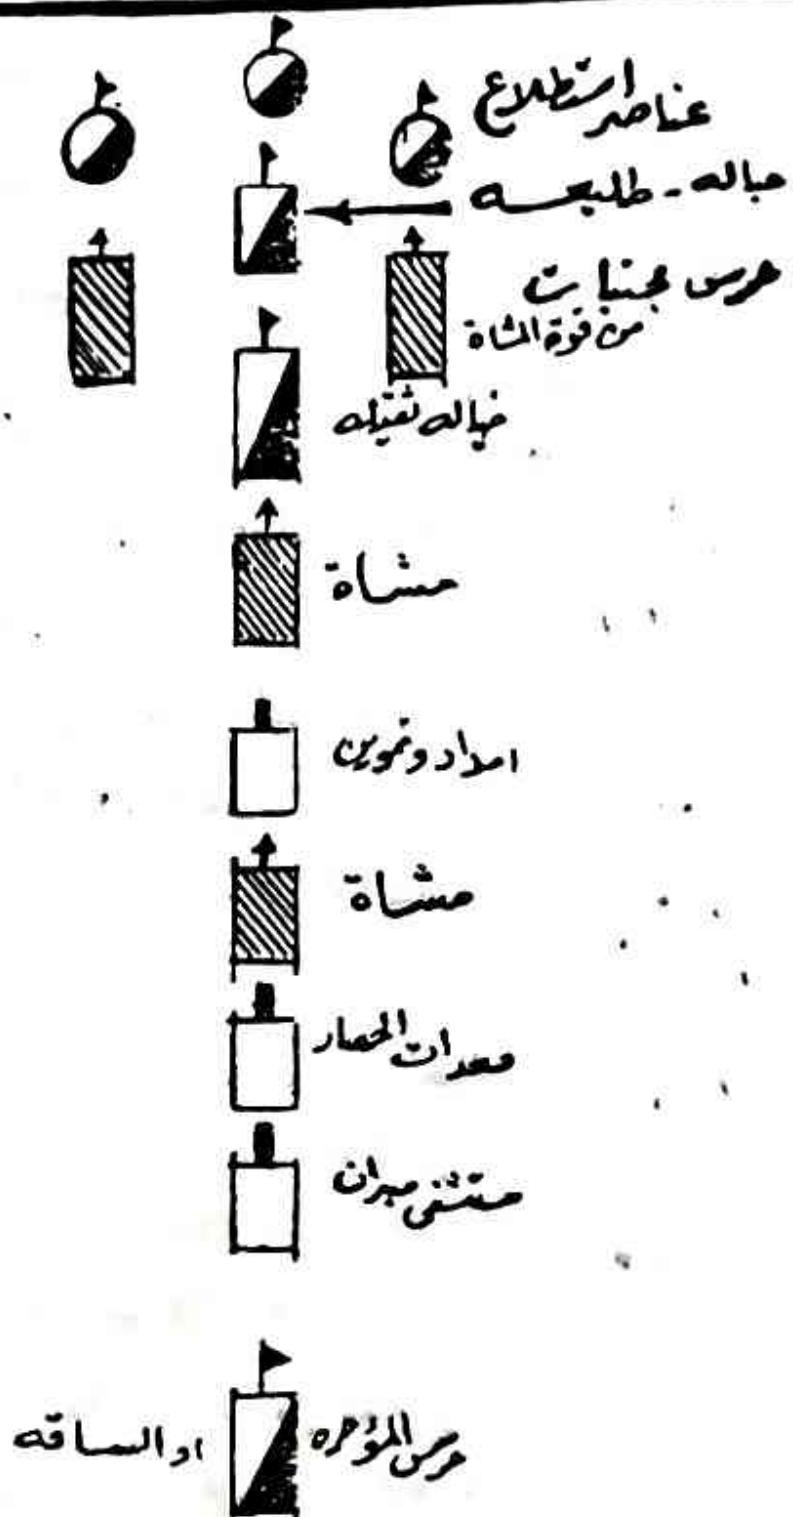 عناصر استطلاع
خياله - طليعه
حرس مجنبات
من قوة المشاة
خياله ثقيله
مشاة
امداد وتموين
مشاة
معدات الحصار
مستشفى ميدان
حرس المؤخره او الساقه